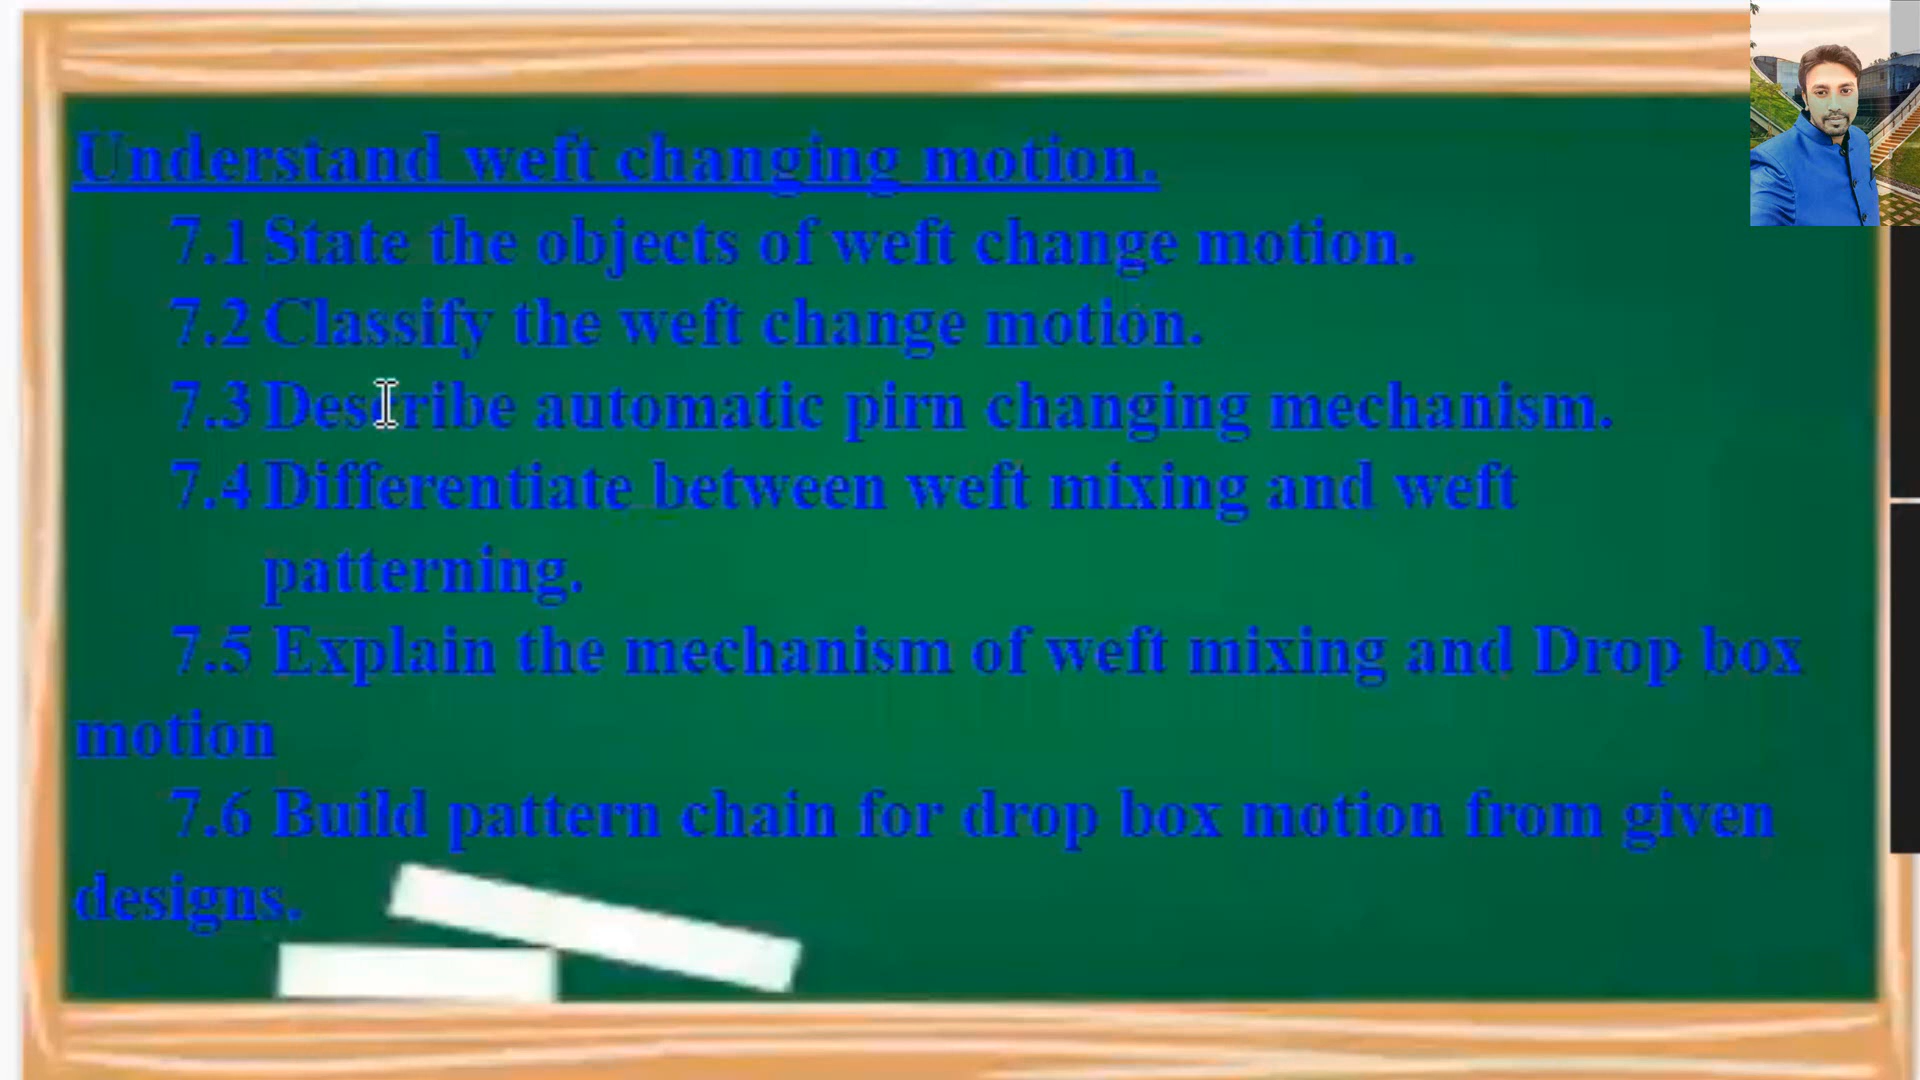 Understand weft changing motion.
7.1 State the objects of weft change motion.
7.2 Classify the weft change motion.
7.3 Describe automatic pirn changing mechanism.
7.4 Differentiate between weft mixing and weft
patterning.
7.5 Explain the mechanism of weft mixing and Drop box
motion
7.6 Build pattern chain for drop box motion from given
designs.